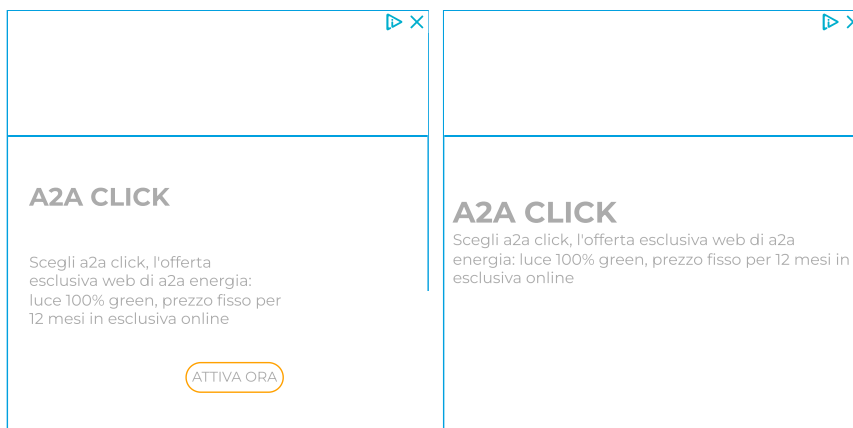 A2A CLICK
Scegli a2a click, l'offerta
esclusiva web di a2a energia:
luce 100% green, prezzo fisso per
12 mesi in esclusiva online
ATTIVA ORA
A2A CLICK
Scegli a2a click, l'offerta esclusiva web di a2a
energia: luce 100% green, prezzo fisso per 12 mesi in
esclusiva online